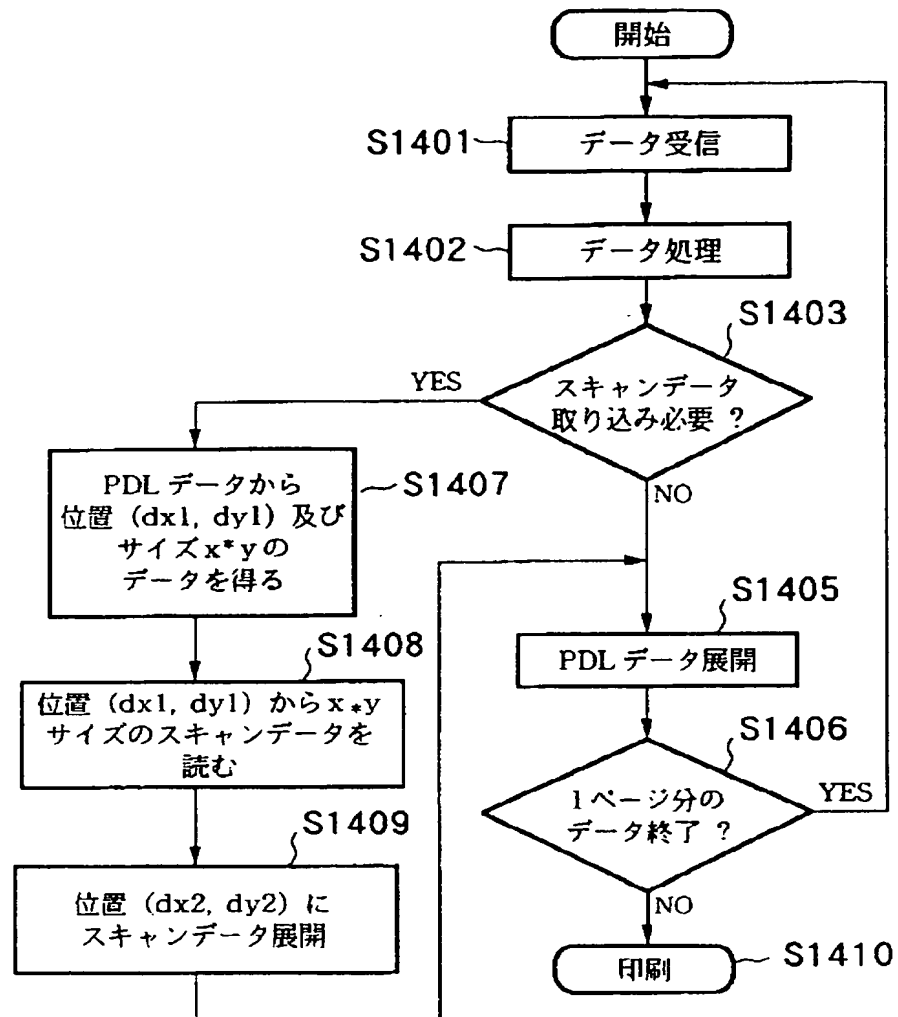 開始
S1401
データ受信
S1402
データ処理
S1403
スキャンデータ
取り込み必要 ?
YES
NO
PDL データから
位置 (dx1, dy1) 及び
サイズ x*y の
データを得る
S1407
位置 (dx1, dy1) から x*y
サイズのスキャンデータを
読む
S1408
位置 (dx2, dy2) に
スキャンデータ展開
S1409
S1405
PDL データ展開
S1406
1 ページ分の
データ終了 ?
YES
NO
印刷
S1410